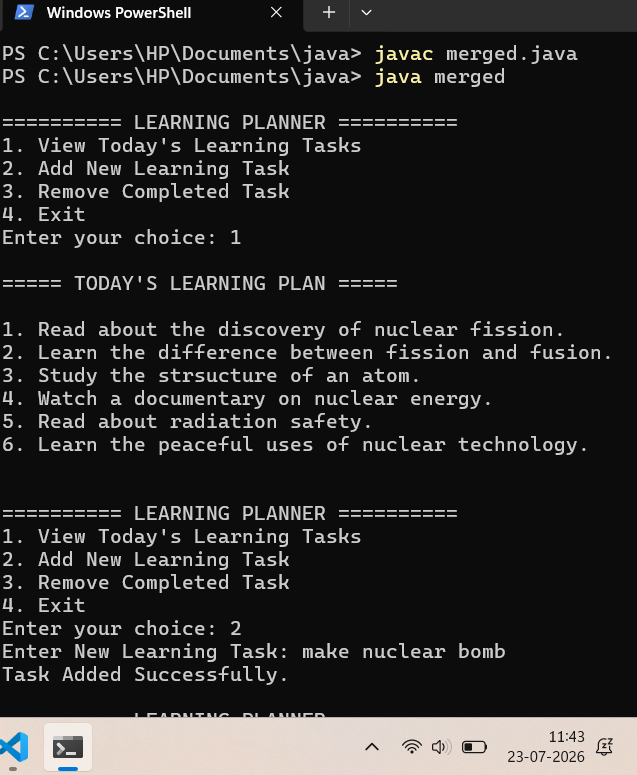 Windows PowerShell
PS C:\Users\HP\Documents\java> javac merged.java
PS C:\Users\HP\Documents\java> java merged
========== LEARNING PLANNER ==========
1. View Today's Learning Tasks
2. Add New Learning Task
3. Remove Completed Task
4. Exit
Enter your choice: 1
===== TODAY'S LEARNING PLAN =====
1. Read about the discovery of nuclear fission.
2. Learn the difference between fission and fusion.
3. Study the strsucture of an atom.
4. Watch a documentary on nuclear energy.
5. Read about radiation safety.
6. Learn the peaceful uses of nuclear technology.
========== LEARNING PLANNER ==========
1. View Today's Learning Tasks
2. Add New Learning Task
3. Remove Completed Task
4. Exit
Enter your choice: 2
Enter New Learning Task: make nuclear bomb
Task Added Successfully.
LEARNING PLANNER
11:43
23-07-2026